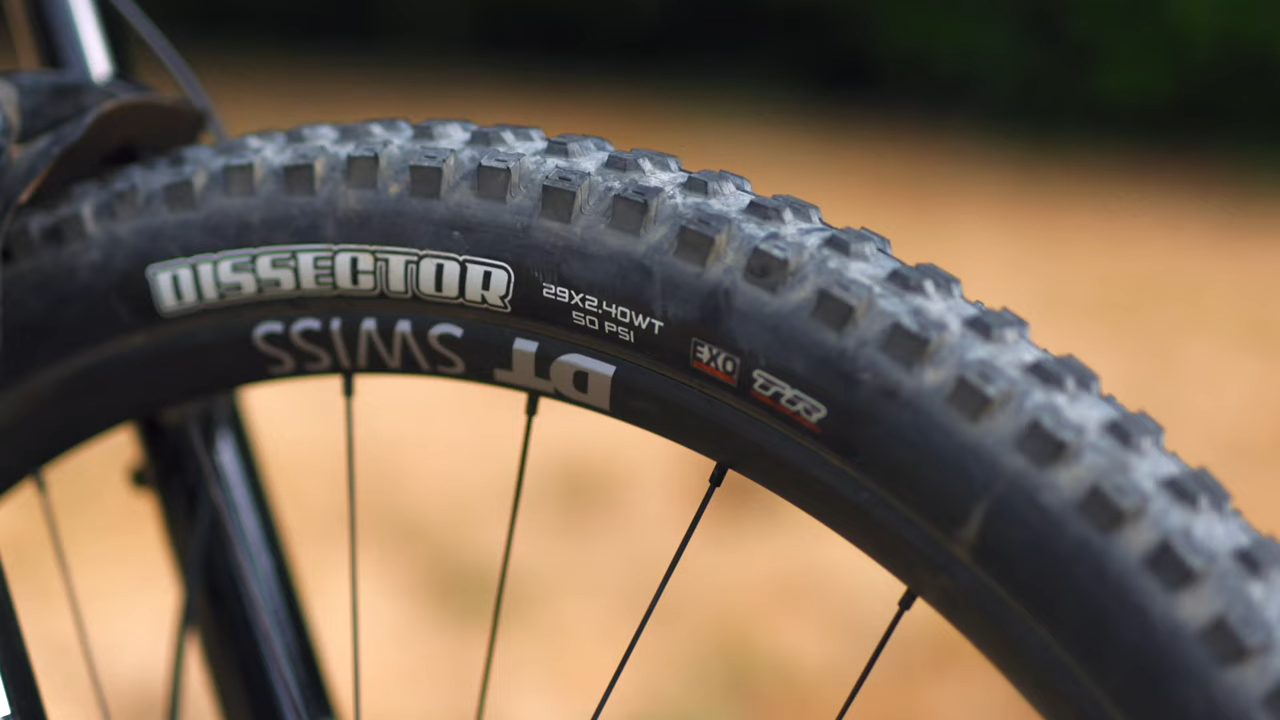 DISSECTOR
29X2.40WT
50 PSI
EXO
TR
DT SWISS